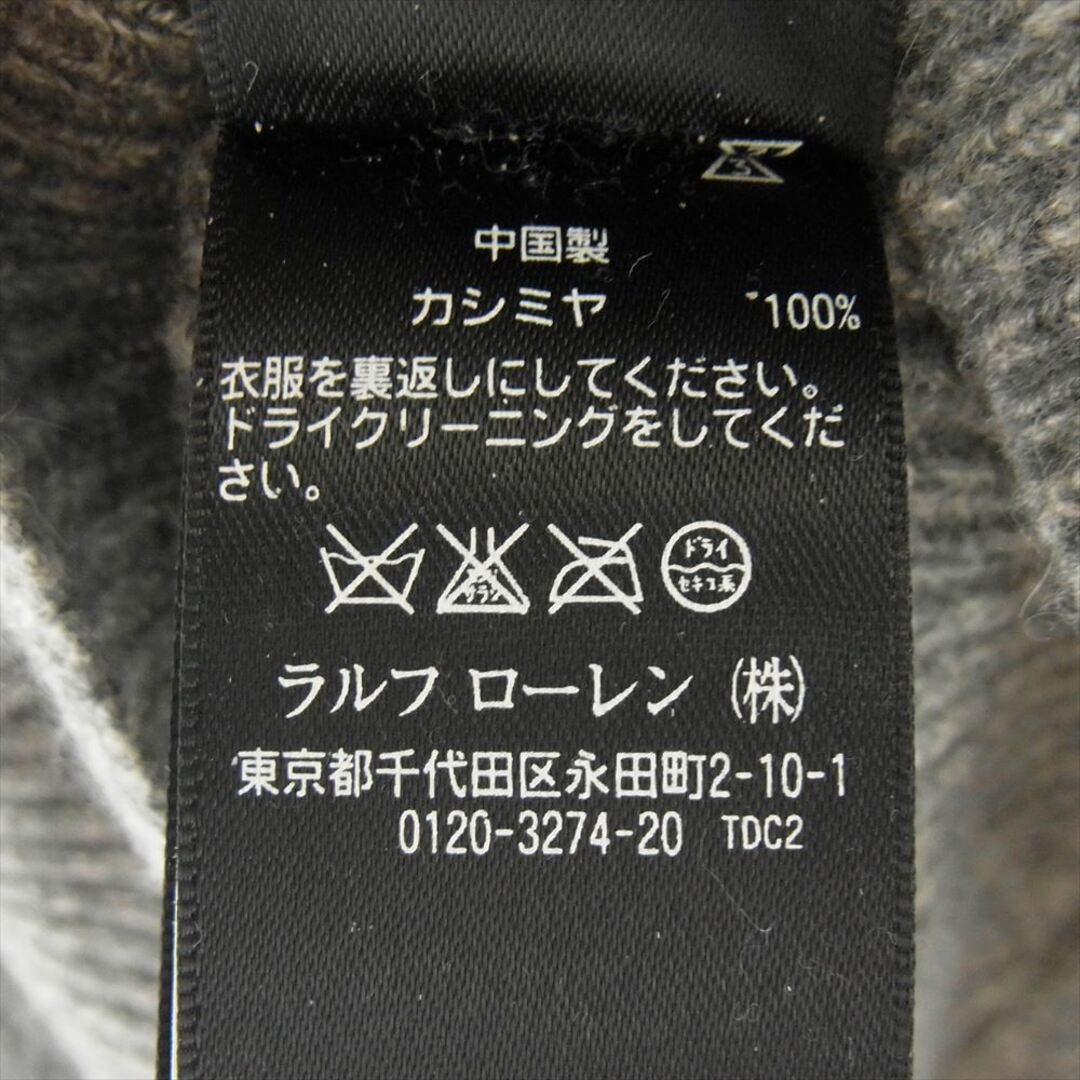 中国製
カシミヤ 100%
衣服を裏返しにしてください。
ドライクリーニングをしてくだ
さい。
ドライ
セキユ系
ラルフ ローレン (株)
東京都千代田区永田町2-10-1
0120-3274-20 TDC2